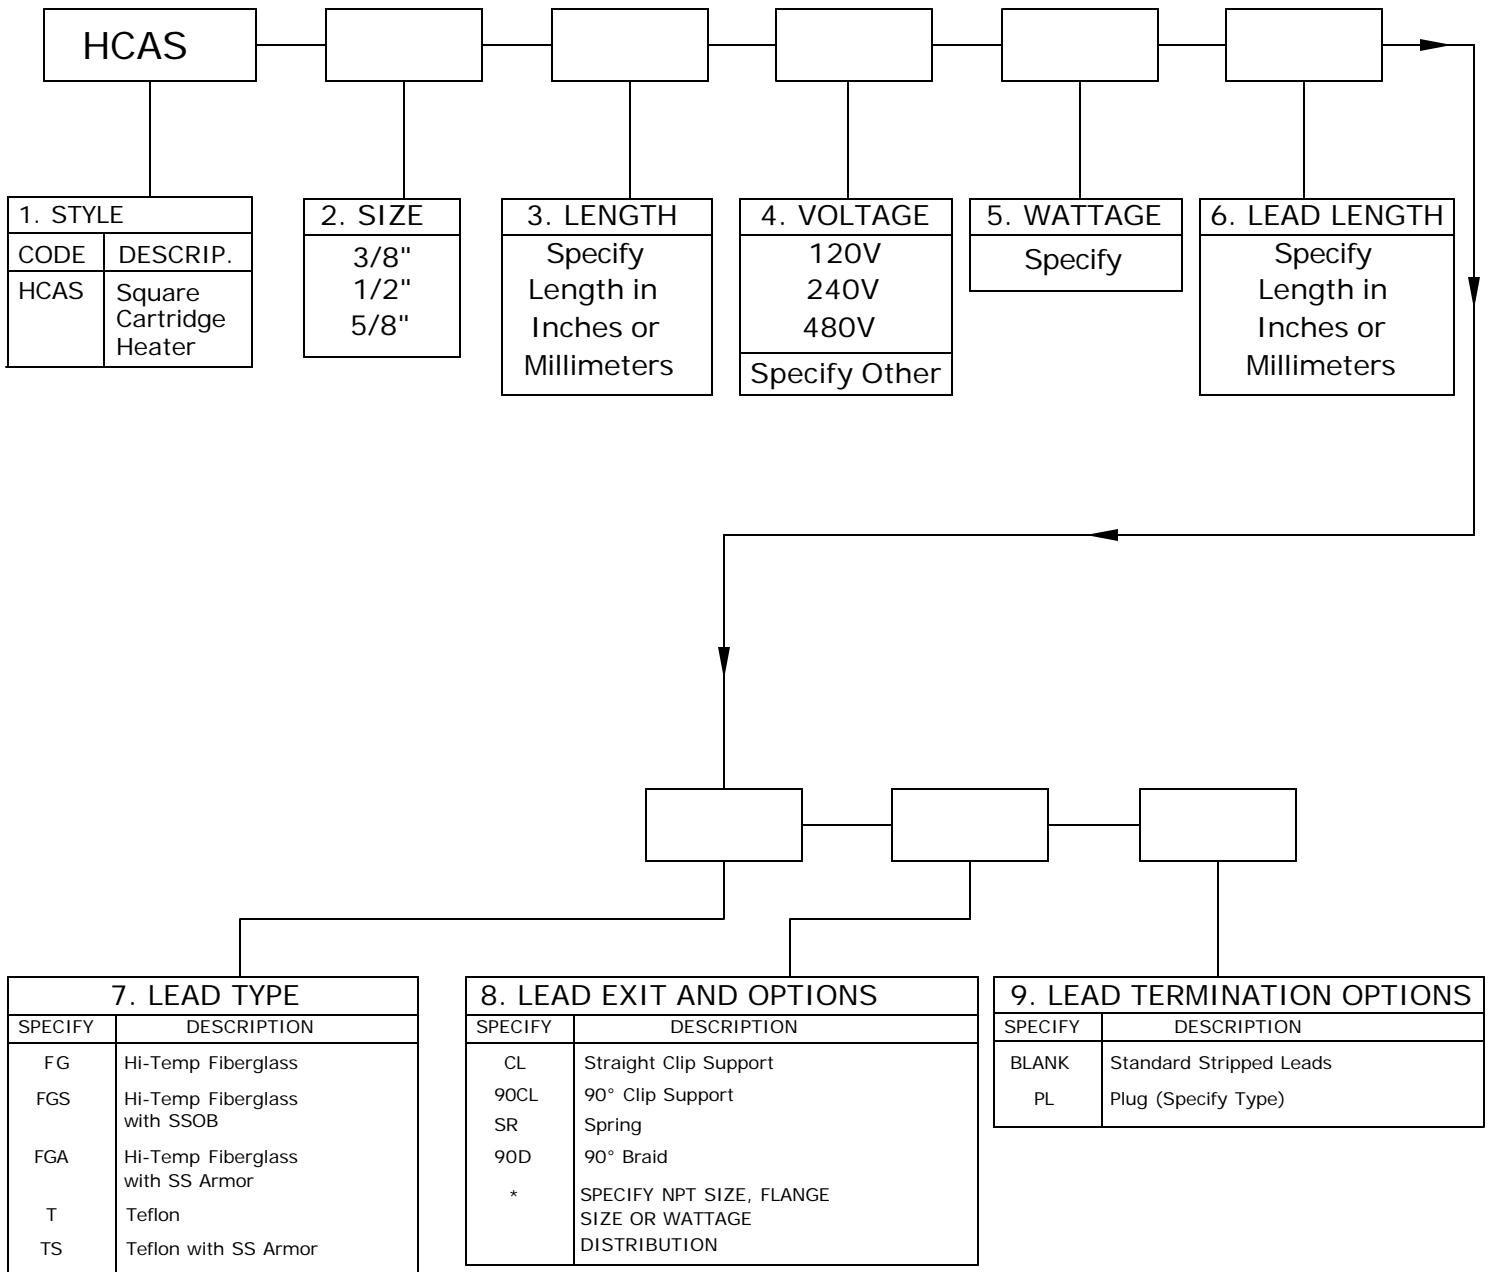 HCAS
1. STYLE
CODE DESCRIP.
HCAS Square
Cartridge
Heater
2. SIZE
3/8"
1/2"
5/8"
3. LENGTH
Specify
Length in
Inches or
Millimeters
4. VOLTAGE
120V
240V
480V
Specify Other
5. WATTAGE
Specify
6. LEAD LENGTH
Specify
Length in
Inches or
Millimeters
7. LEAD TYPE
SPECIFY DESCRIPTION
FG Hi-Temp Fiberglass
FGS Hi-Temp Fiberglass
with SSOB
FGA Hi-Temp Fiberglass
with SS Armor
T Teflon
TS Teflon with SS Armor
8. LEAD EXIT AND OPTIONS
SPECIFY DESCRIPTION
CL Straight Clip Support
90CL 90° Clip Support
SR Spring
90D 90° Braid
* SPECIFY NPT SIZE, FLANGE
SIZE OR WATTAGE
DISTRIBUTION
9. LEAD TERMINATION OPTIONS
SPECIFY DESCRIPTION
BLANK Standard Stripped Leads
PL Plug (Specify Type)